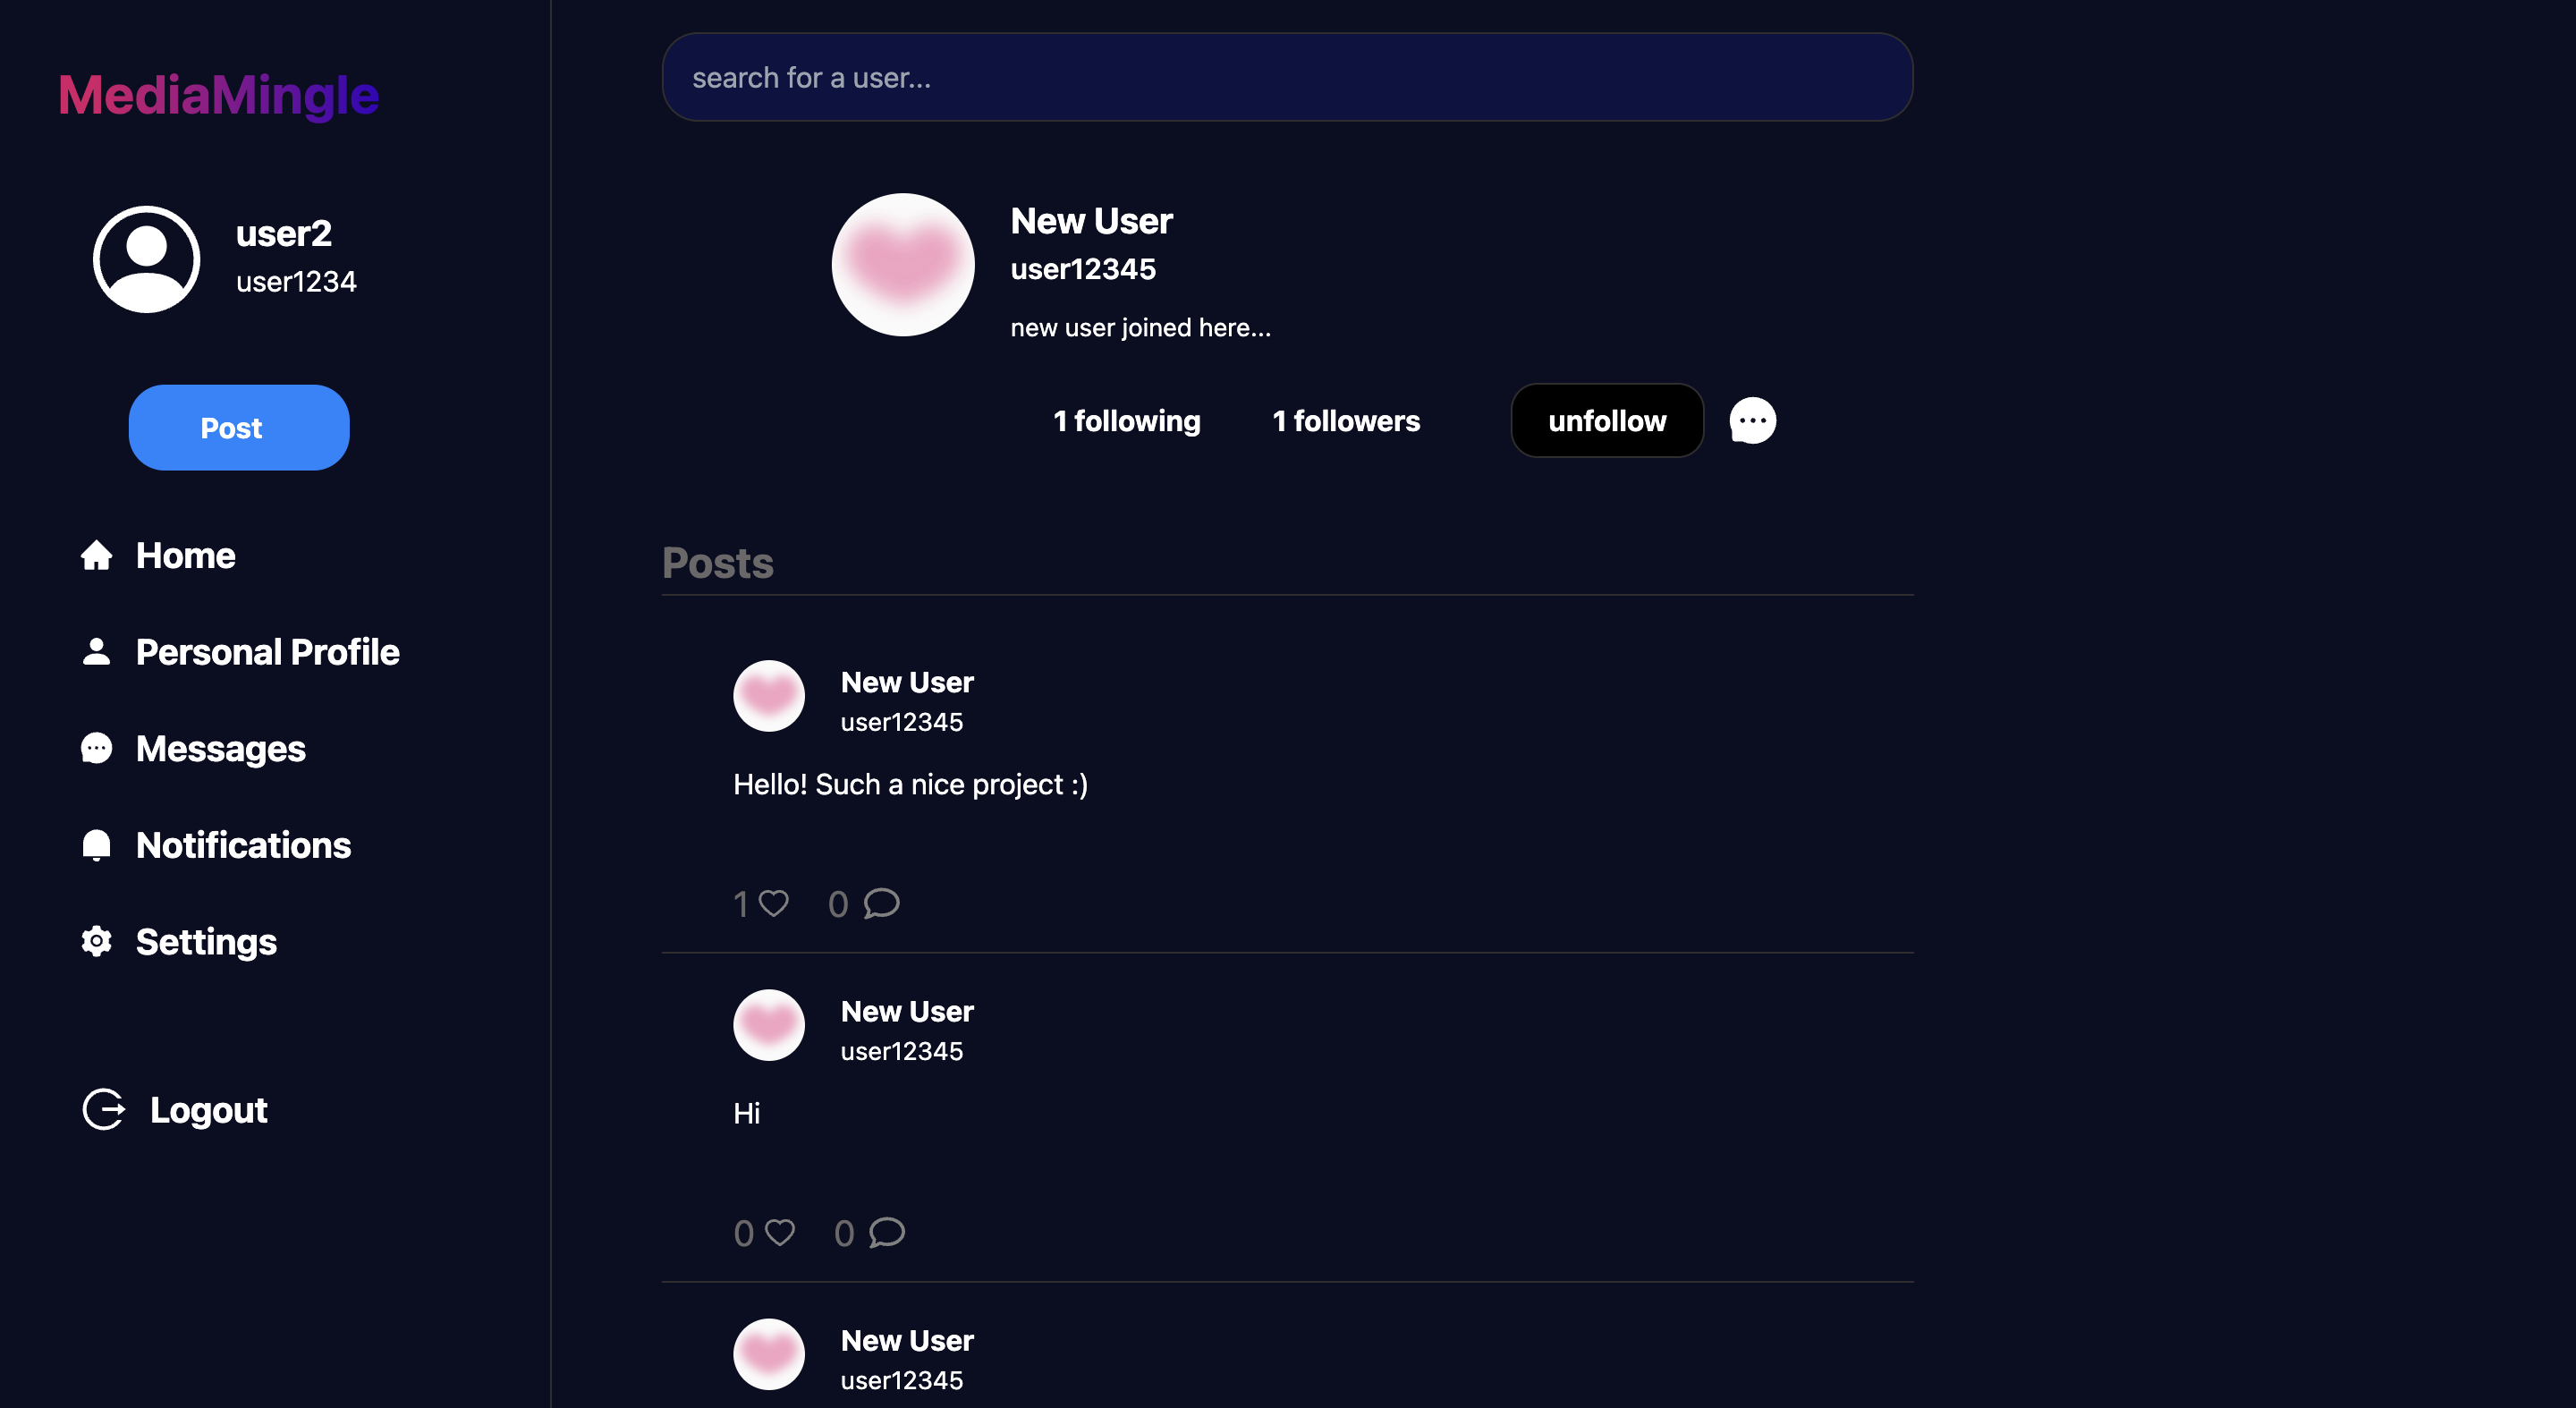 MediaMingle
user2
user1234
Post
Home
Personal Profile
Messages
Notifications
Settings
Logout
search for a user...
New User
user12345
new user joined here...
1 following 1 followers unfollow
Posts
New User
user12345
Hello! Such a nice project :)
1 0
New User
user12345
Hi
0 0
New User
user12345